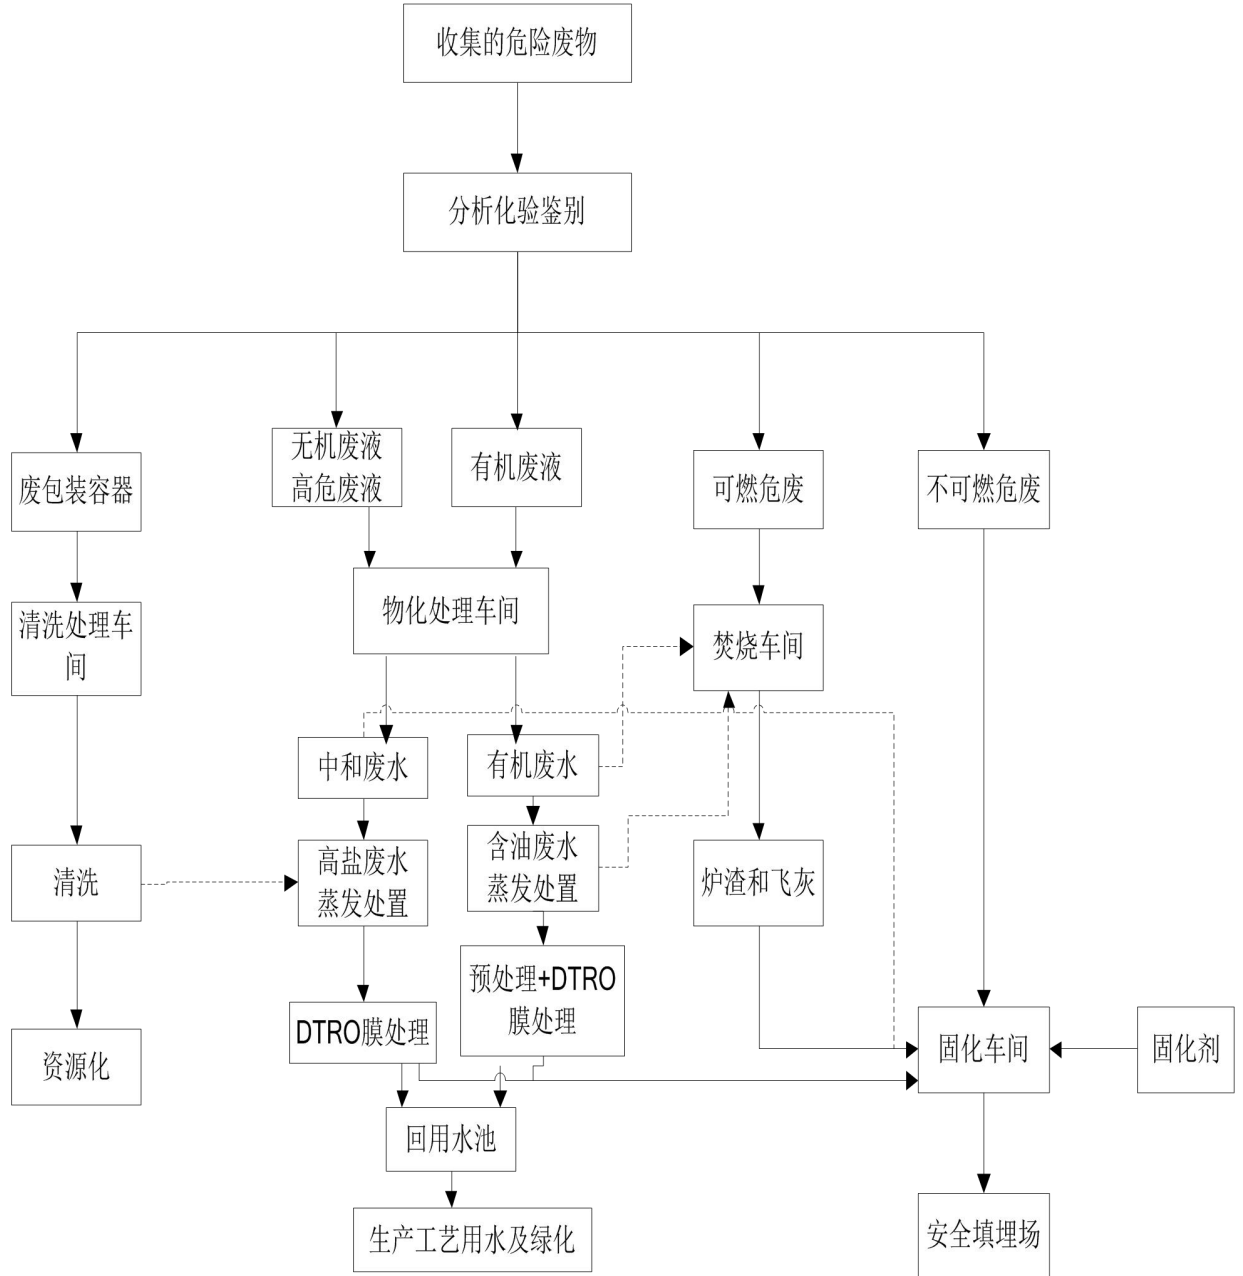 收集的危险废物
分析化验鉴别
废包装容器
无机废液
高危废液
有机废液
可燃危废
不可燃危废
清洗处理车
间
物化处理车间
焚烧车间
中和废水
有机废水
清洗
高盐废水
蒸发处置
含油废水
蒸发处置
炉渣和飞灰
资源化
DTRO膜处理
预处理+DTRO
膜处理
固化车间
固化剂
回用水池
生产工艺用水及绿化
安全填埋场